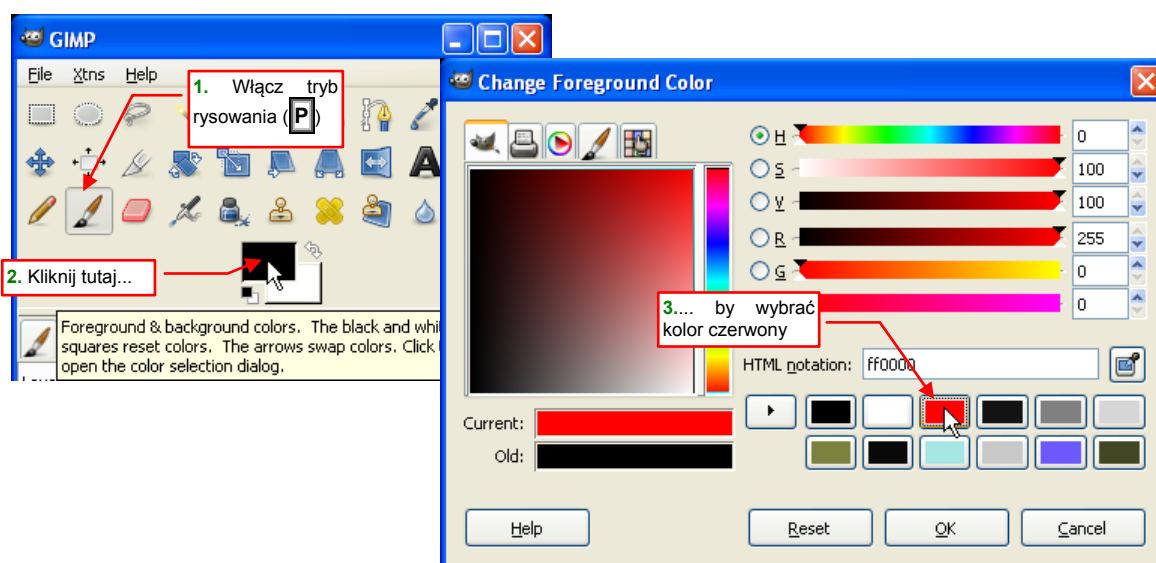 GIMP
File Xtns Help
1. Włącz tryb
rysowania (P)
2. Kliknij tutaj...
Foreground & background colors. The black and whi
squares reset colors. The arrows swap colors. Click
open the color selection dialog.
Change Foreground Color
H 0
S 100
V 100
R 255
G 0
0
3.... by wybrać
kolor czerwony
HTML notation: ff0000
Current:
Old:
Help
Reset
OK
Cancel